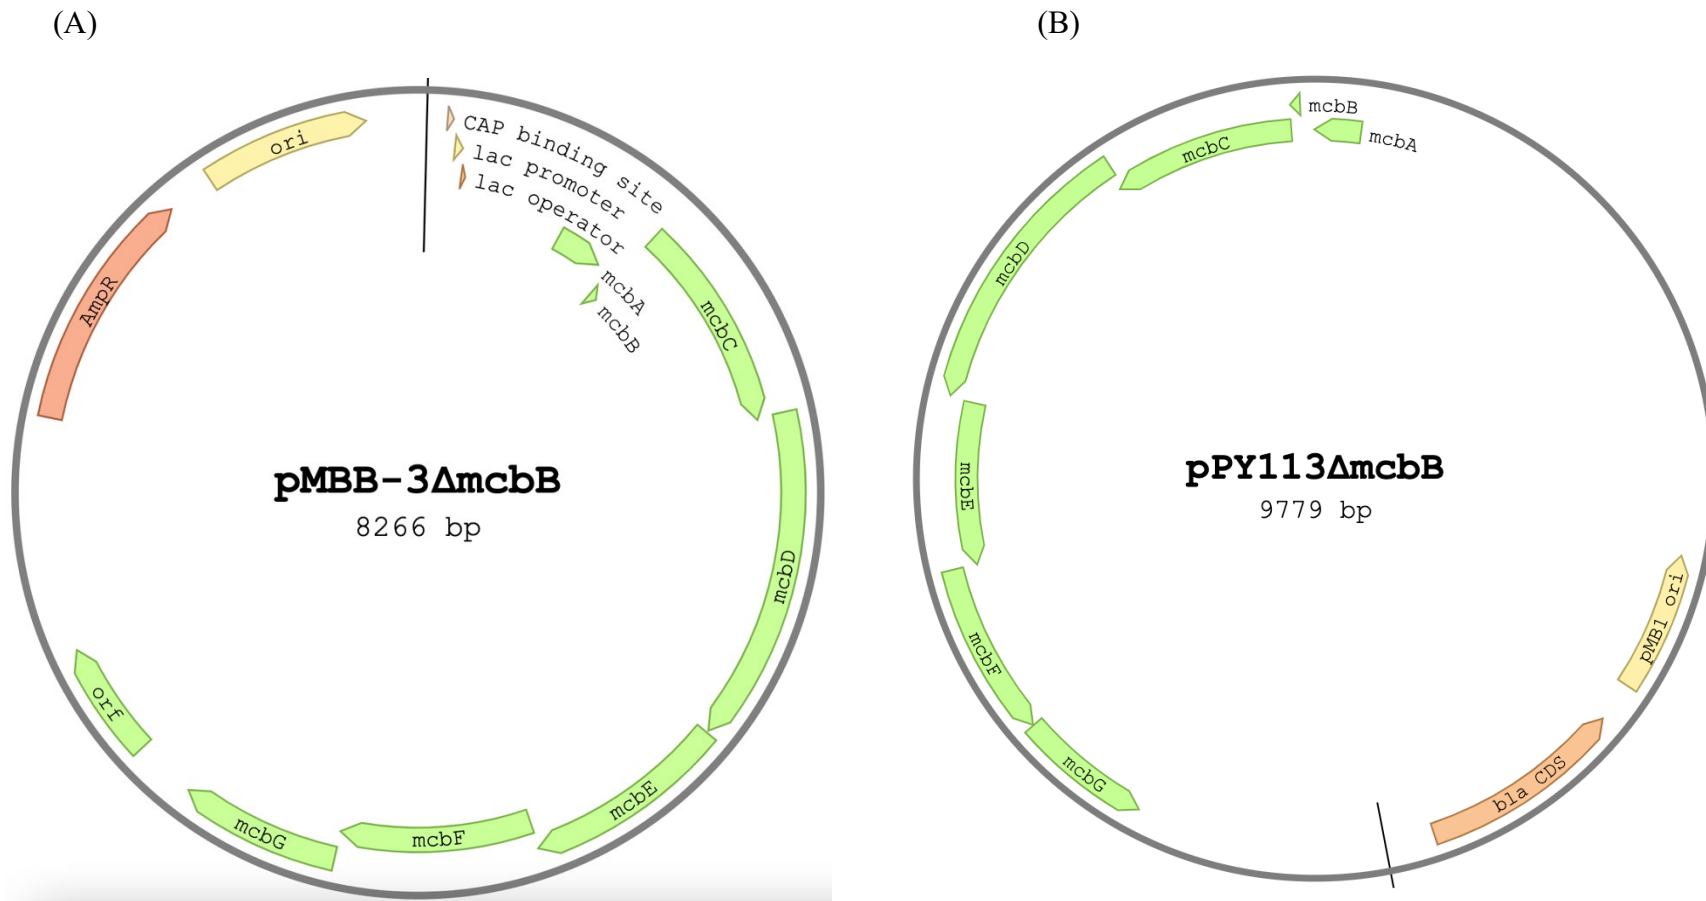 (A)
ori
CAP binding site
lac promoter
lac operator
mcbA
mcbB
mcbC
AmpR
pMBB-3ΔmcbB
8266 bp
mcbD
orf
mcbE
mcbF
mcbG
(B)
mcbB
mcbA
mcbC
mcbD
pPY113ΔmcbB
9779 bp
mcbE
pMB1 ori
mcbF
mcbG
bla CDS